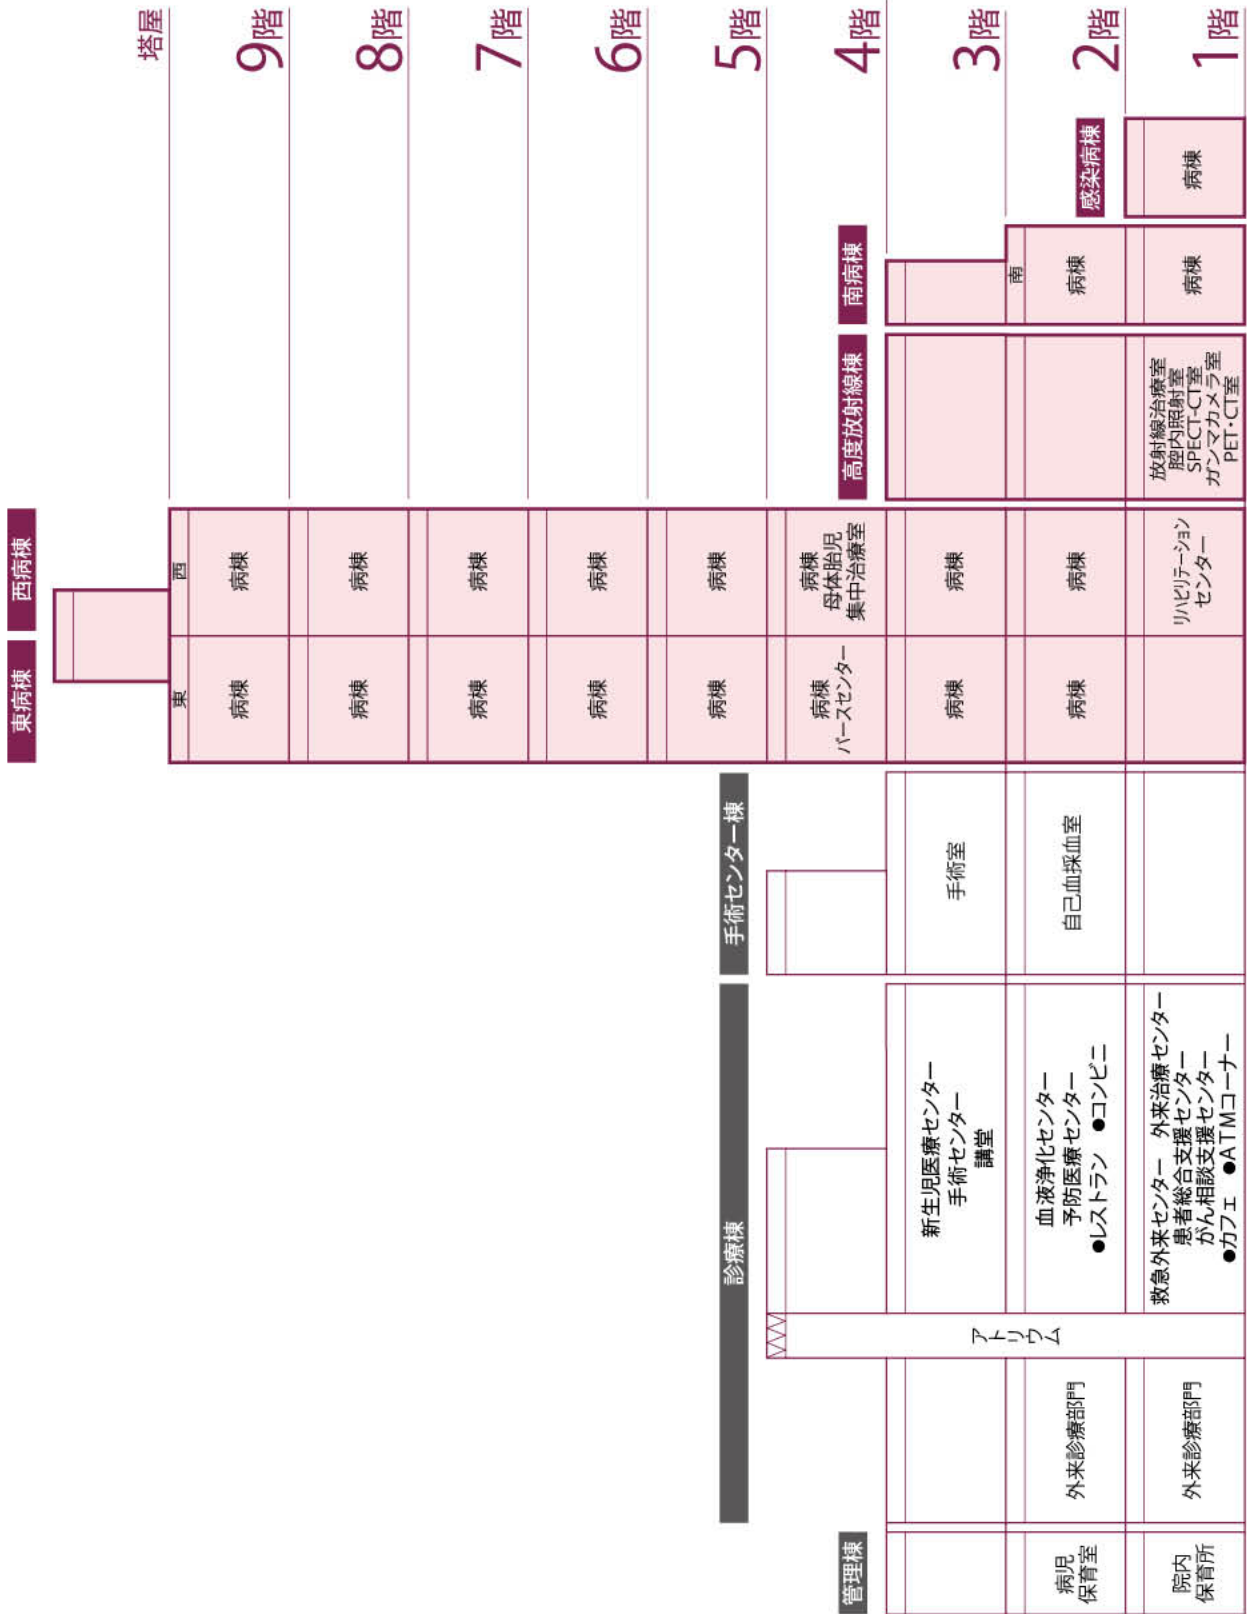 東病棟
西病棟
塔屋
東
西
9階
病棟
病棟
8階
病棟
病棟
7階
病棟
病棟
6階
病棟
病棟
診療棟
手術センター棟
5階
病棟
病棟
管理棟
高度放射線棟
南病棟
4階
病棟
バースセンター
病棟
母体胎児
集中治療室
3階
アトリウム
新生児医療センター
手術センター
講堂
手術室
病棟
病棟
南
感染病棟
2階
病児
保育室
外来診療部門
血液浄化センター
予防医療センター
●レストラン ●コンビニ
自己血採血室
病棟
病棟
病棟
1階
院内
保育所
外来診療部門
救急外来センター 外来治療センター
患者総合支援センター
がん相談支援センター
●カフェ ●ATMコーナー
リハビリテーション
センター
放射線治療室
腔内照射室
SPECT-CT室
ガンマカメラ室
PET・CT室
病棟
病棟